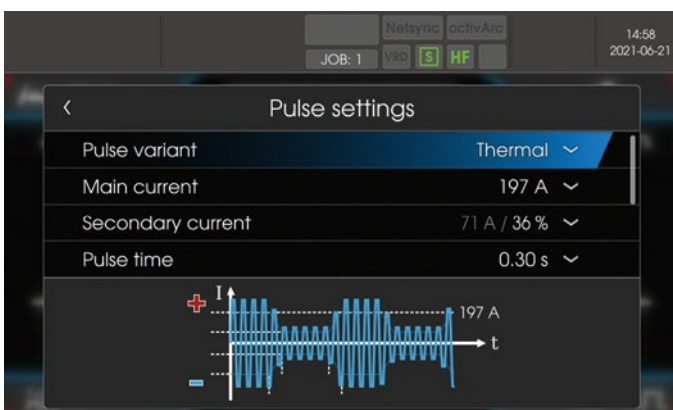 Netsync activArc
JOB: 1 VRD S HF
14:58
2021-06-21
Pulse settings
Pulse variant Thermal
Main current 197 A
Secondary current 71 A / 36 %
Pulse time 0.30 s
I
197 A
t